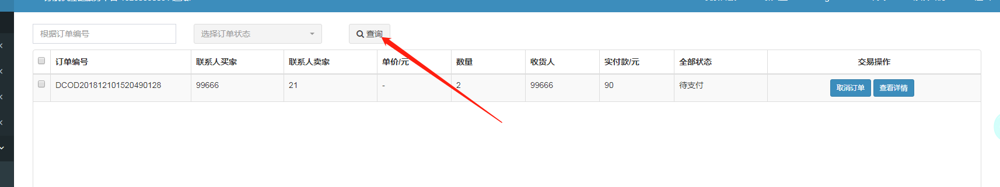 根据订单编号
选择订单状态
查询
订单编号 联系人买家 联系人卖家 单价/元 数量 收货人 实付款/元 全部状态 交易操作
DCOD201812101520490128 99666 21 - 2 99666 90 待支付 取消订单 查看详情